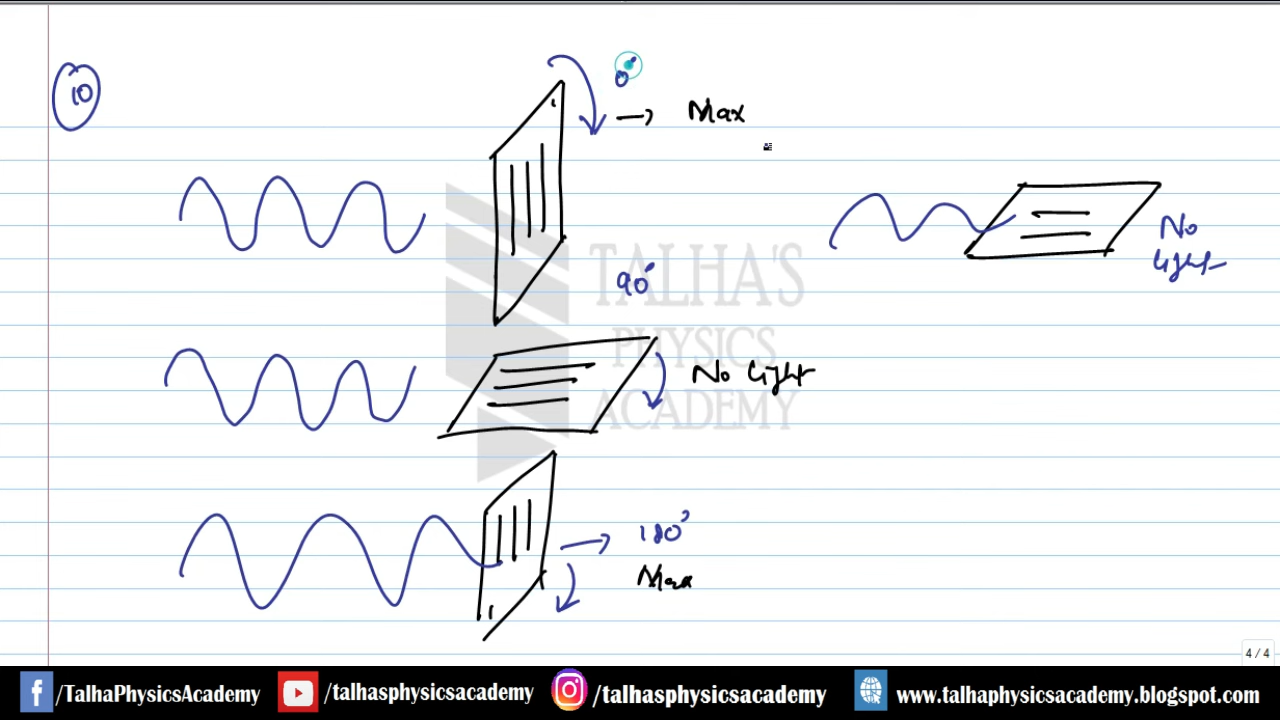 10
0°
Max
No
Light
90°
No Light
180°
Max
TALHA'S
PHYSICS
ACADEMY
4 / 4
/TalhaPhysicsAcademy
/talhasphysicsacademy
/talhasphysicsacademy
www.talhaphysicsacademy.blogspot.com